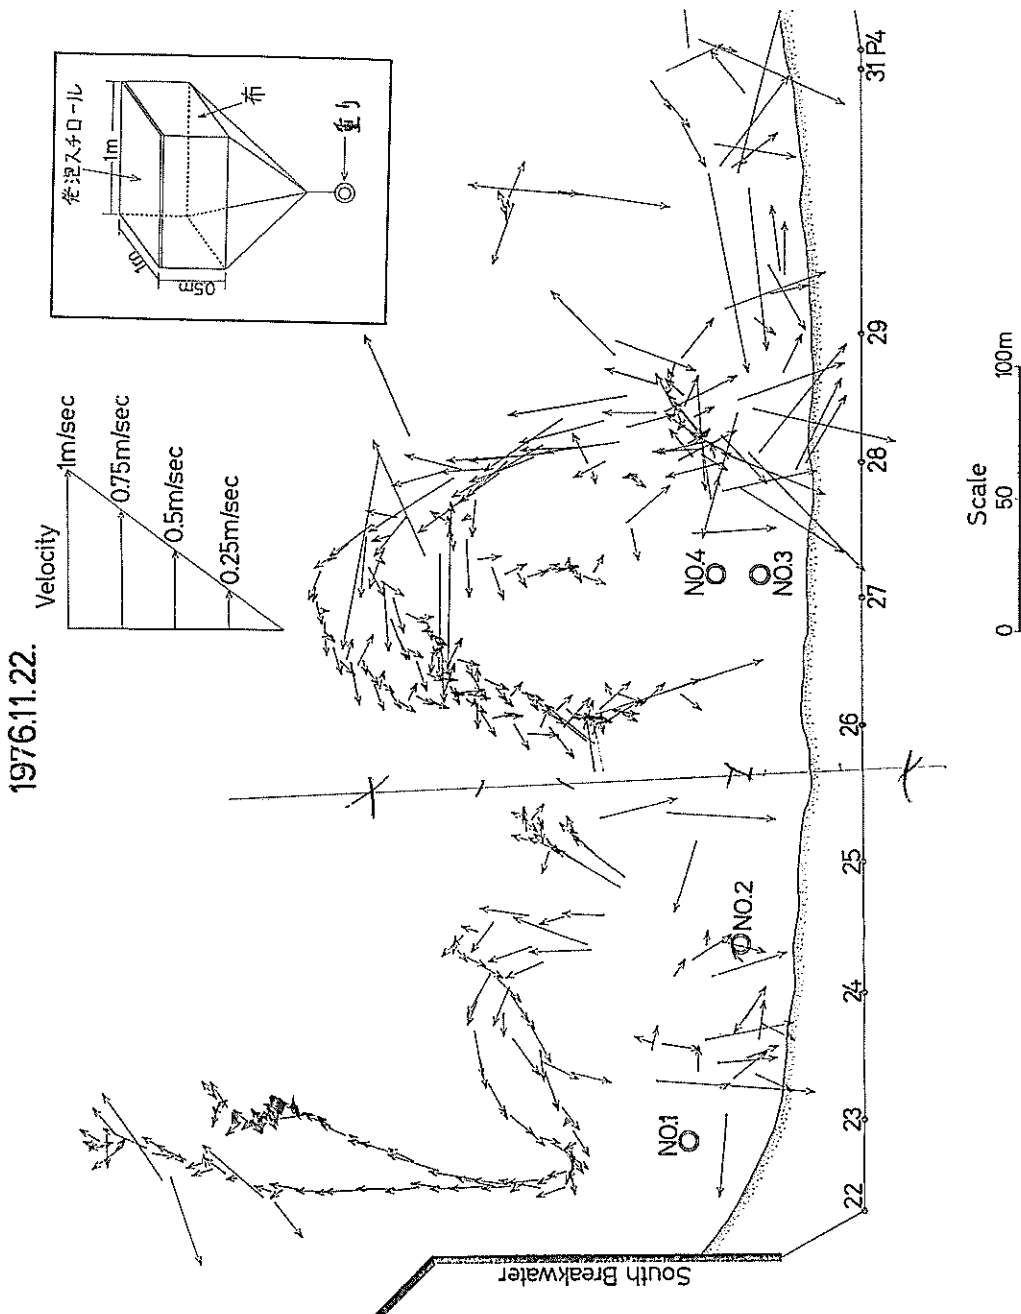 1976.11.22.
Velocity
1m/sec
0.75m/sec
0.5m/sec
0.25m/sec
発泡スチロール
布
重り
1m
1m
0.5m
NO.1
NO.2
NO.3
NO.4
South Breakwater
22
23
24
25
26
27
28
29
31
P4
Scale
0
50
100m